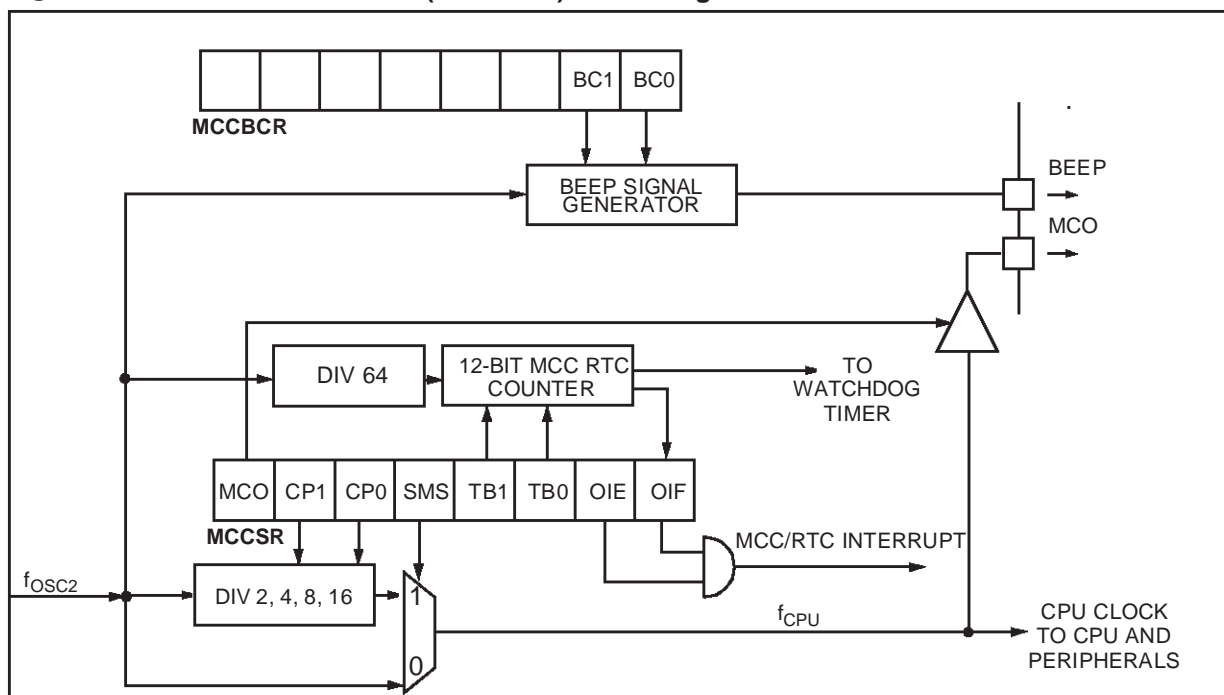 BC1 BC0
MCCBCR
BEEP SIGNAL
GENERATOR
BEEP
MCO
DIV 64
12-BIT MCC RTC
COUNTER
TO
WATCHDOG
TIMER
MCO CP1 CP0 SMS TB1 TB0 OIE OIF
MCCSR
MCC/RTC INTERRUPT
fOSC2
DIV 2, 4, 8, 16
1
0
fCPU
CPU CLOCK
TO CPU AND
PERIPHERALS